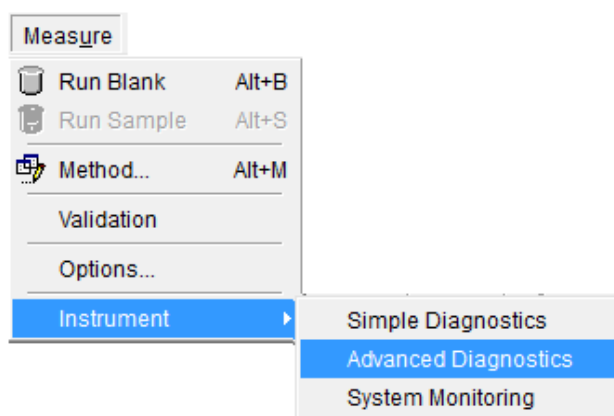 Measure
Run Blank Alt+B
Run Sample Alt+S
Method... Alt+M
Validation
Options...
Instrument
Simple Diagnostics
Advanced Diagnostics
System Monitoring